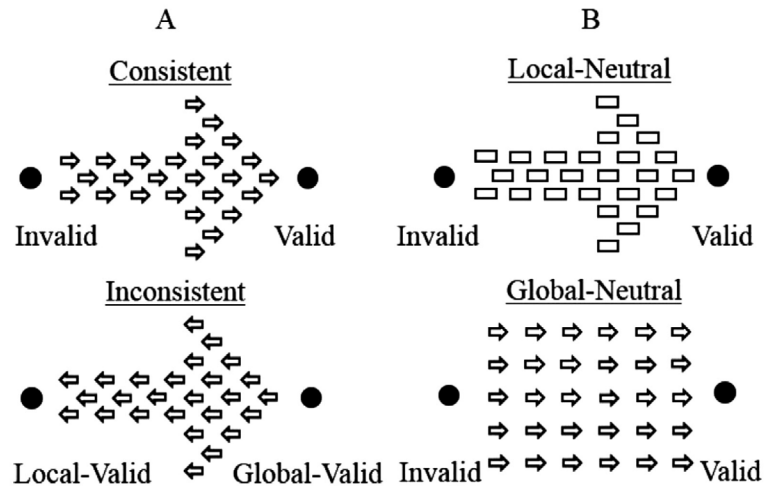 A
B
Consistent
Local-Neutral
Invalid
Valid
Invalid
Valid
Inconsistent
Global-Neutral
Local-Valid
Global-Valid
Invalid
Valid